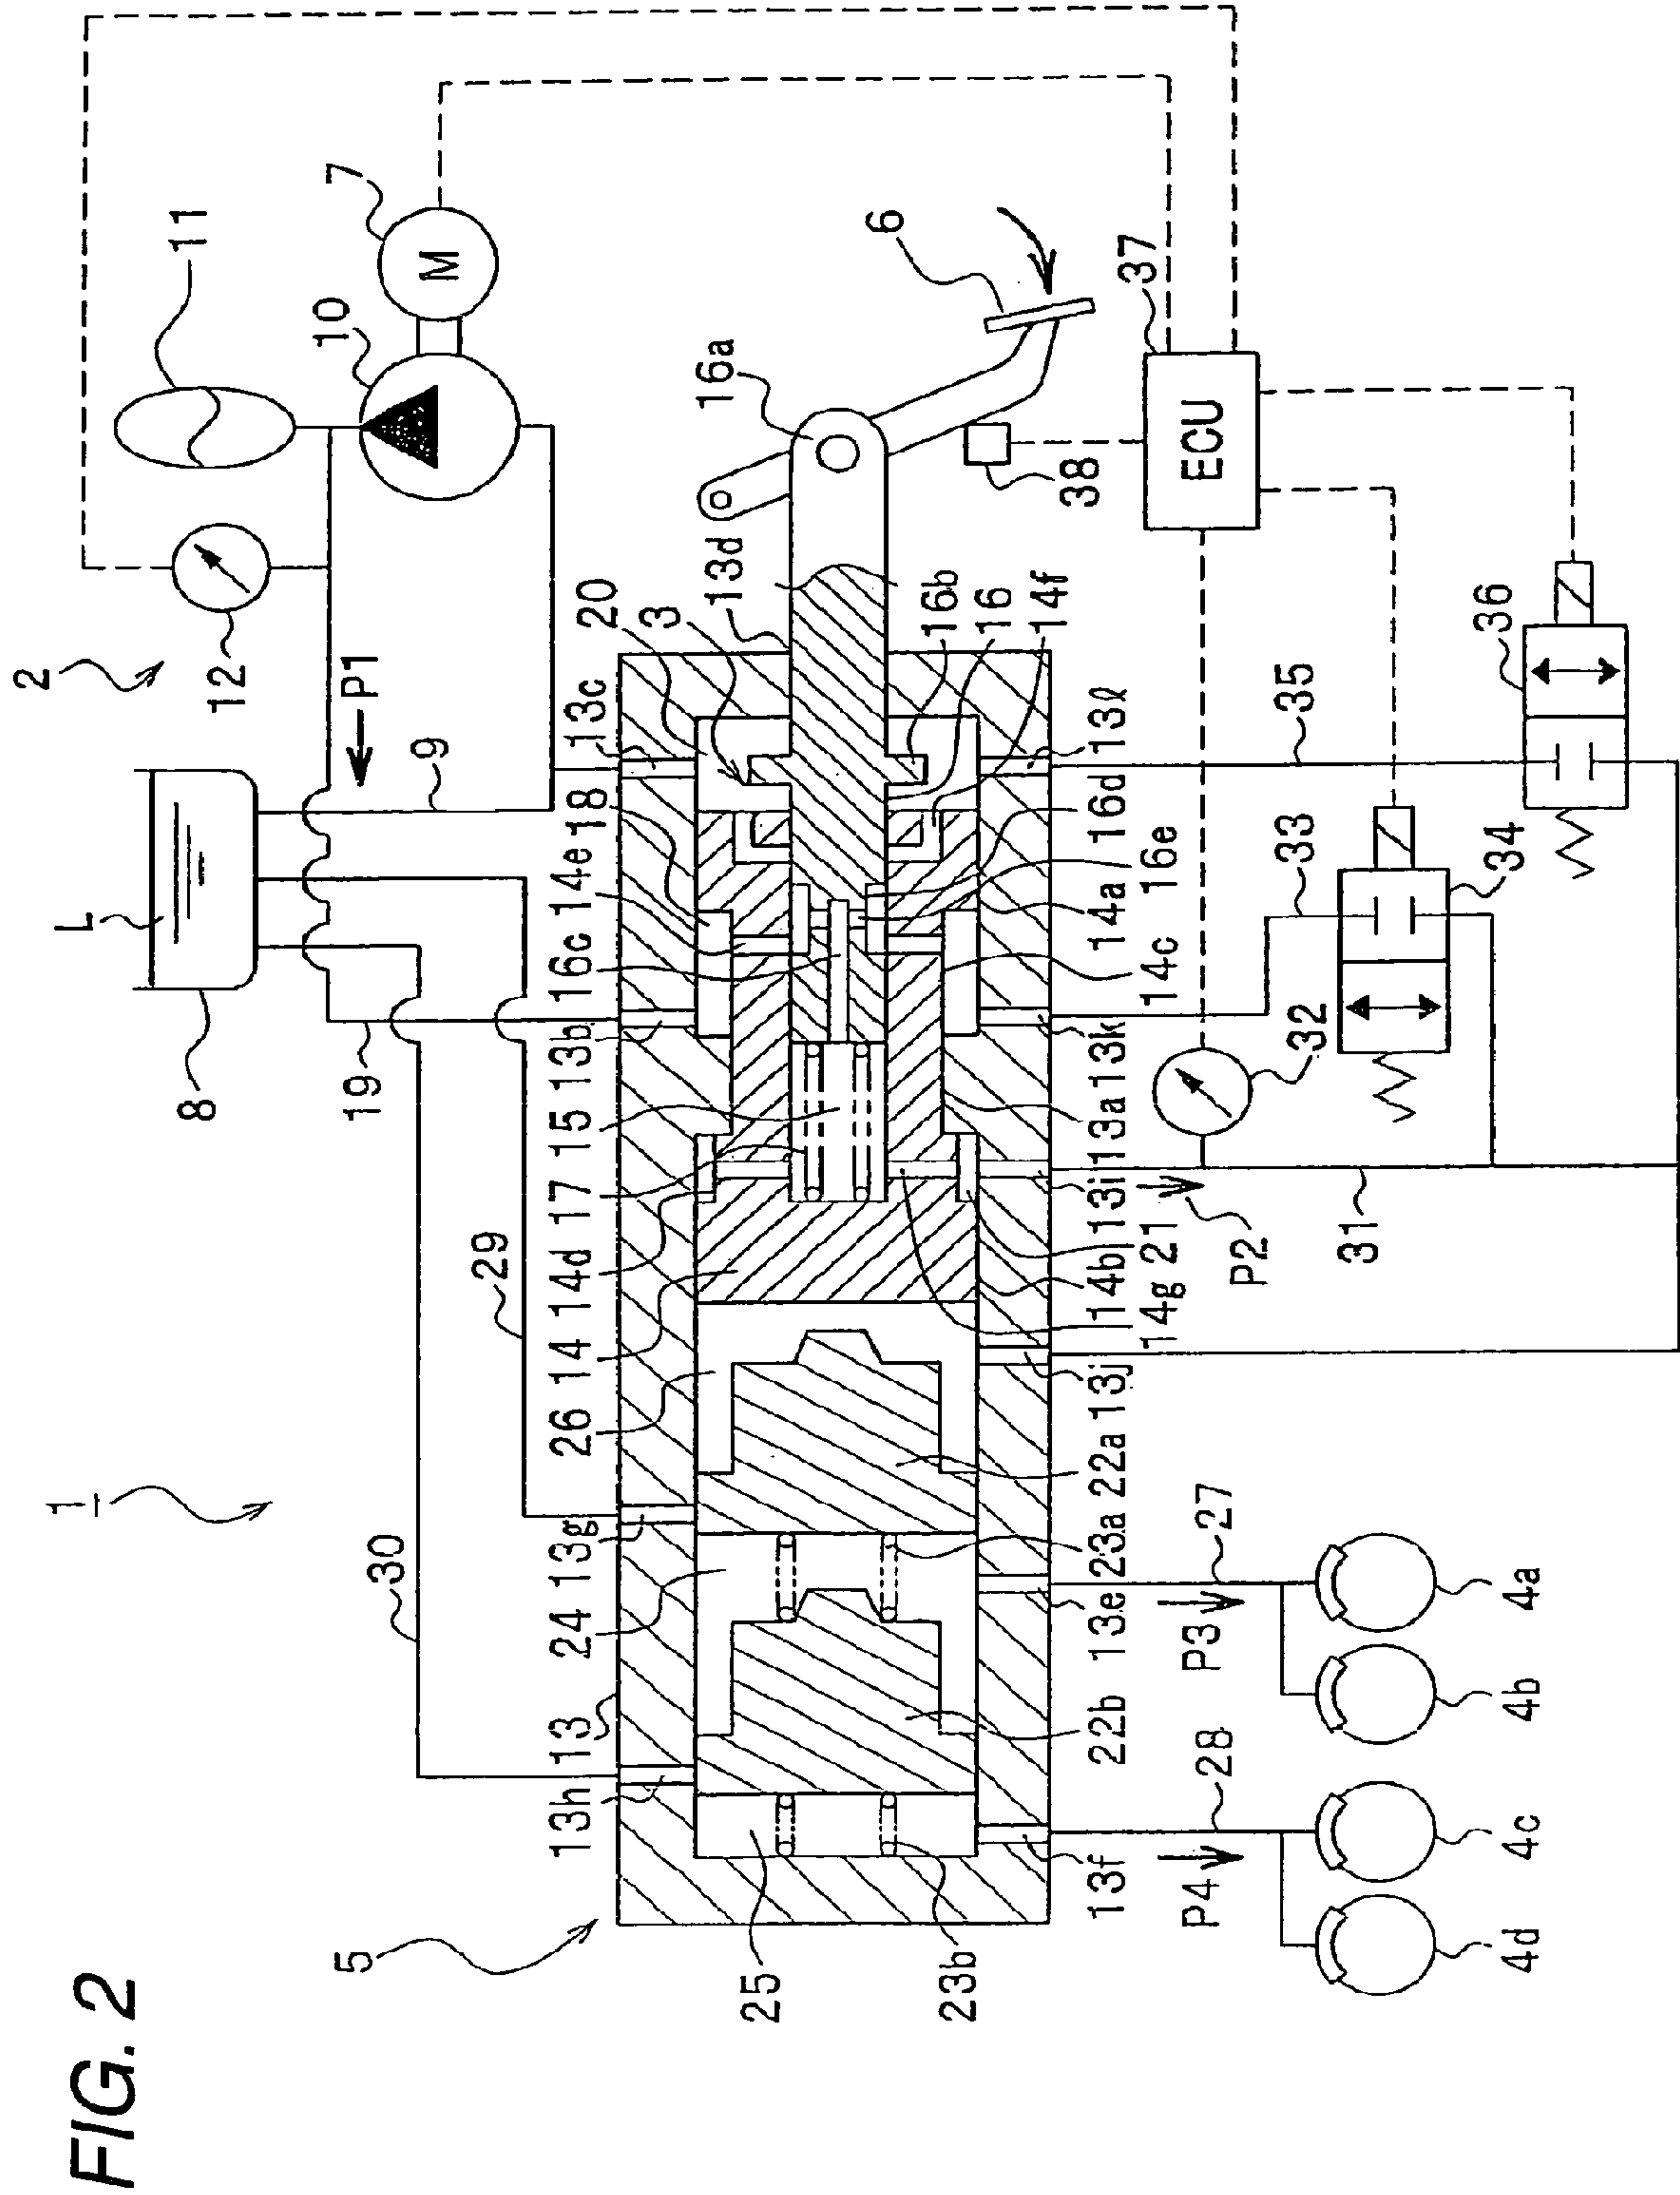 FIG. 2
1
2
12
P1
11
10
7
M
L
8
9
19
29
30
5
13h
13
24
13g
26
14
14d
17
15
13b
16c
14e
18
13c
20
3
13d
16a
6
37
ECU
38
16b
16
14f
13ℓ
16d
16e
14a
14c
13k
13a
13i
21
14b
14g
13j
22a
23a
13e
22b
13f
23b
25
P2
31
32
33
34
35
36
P3
27
P4
28
4a
4b
4c
4d